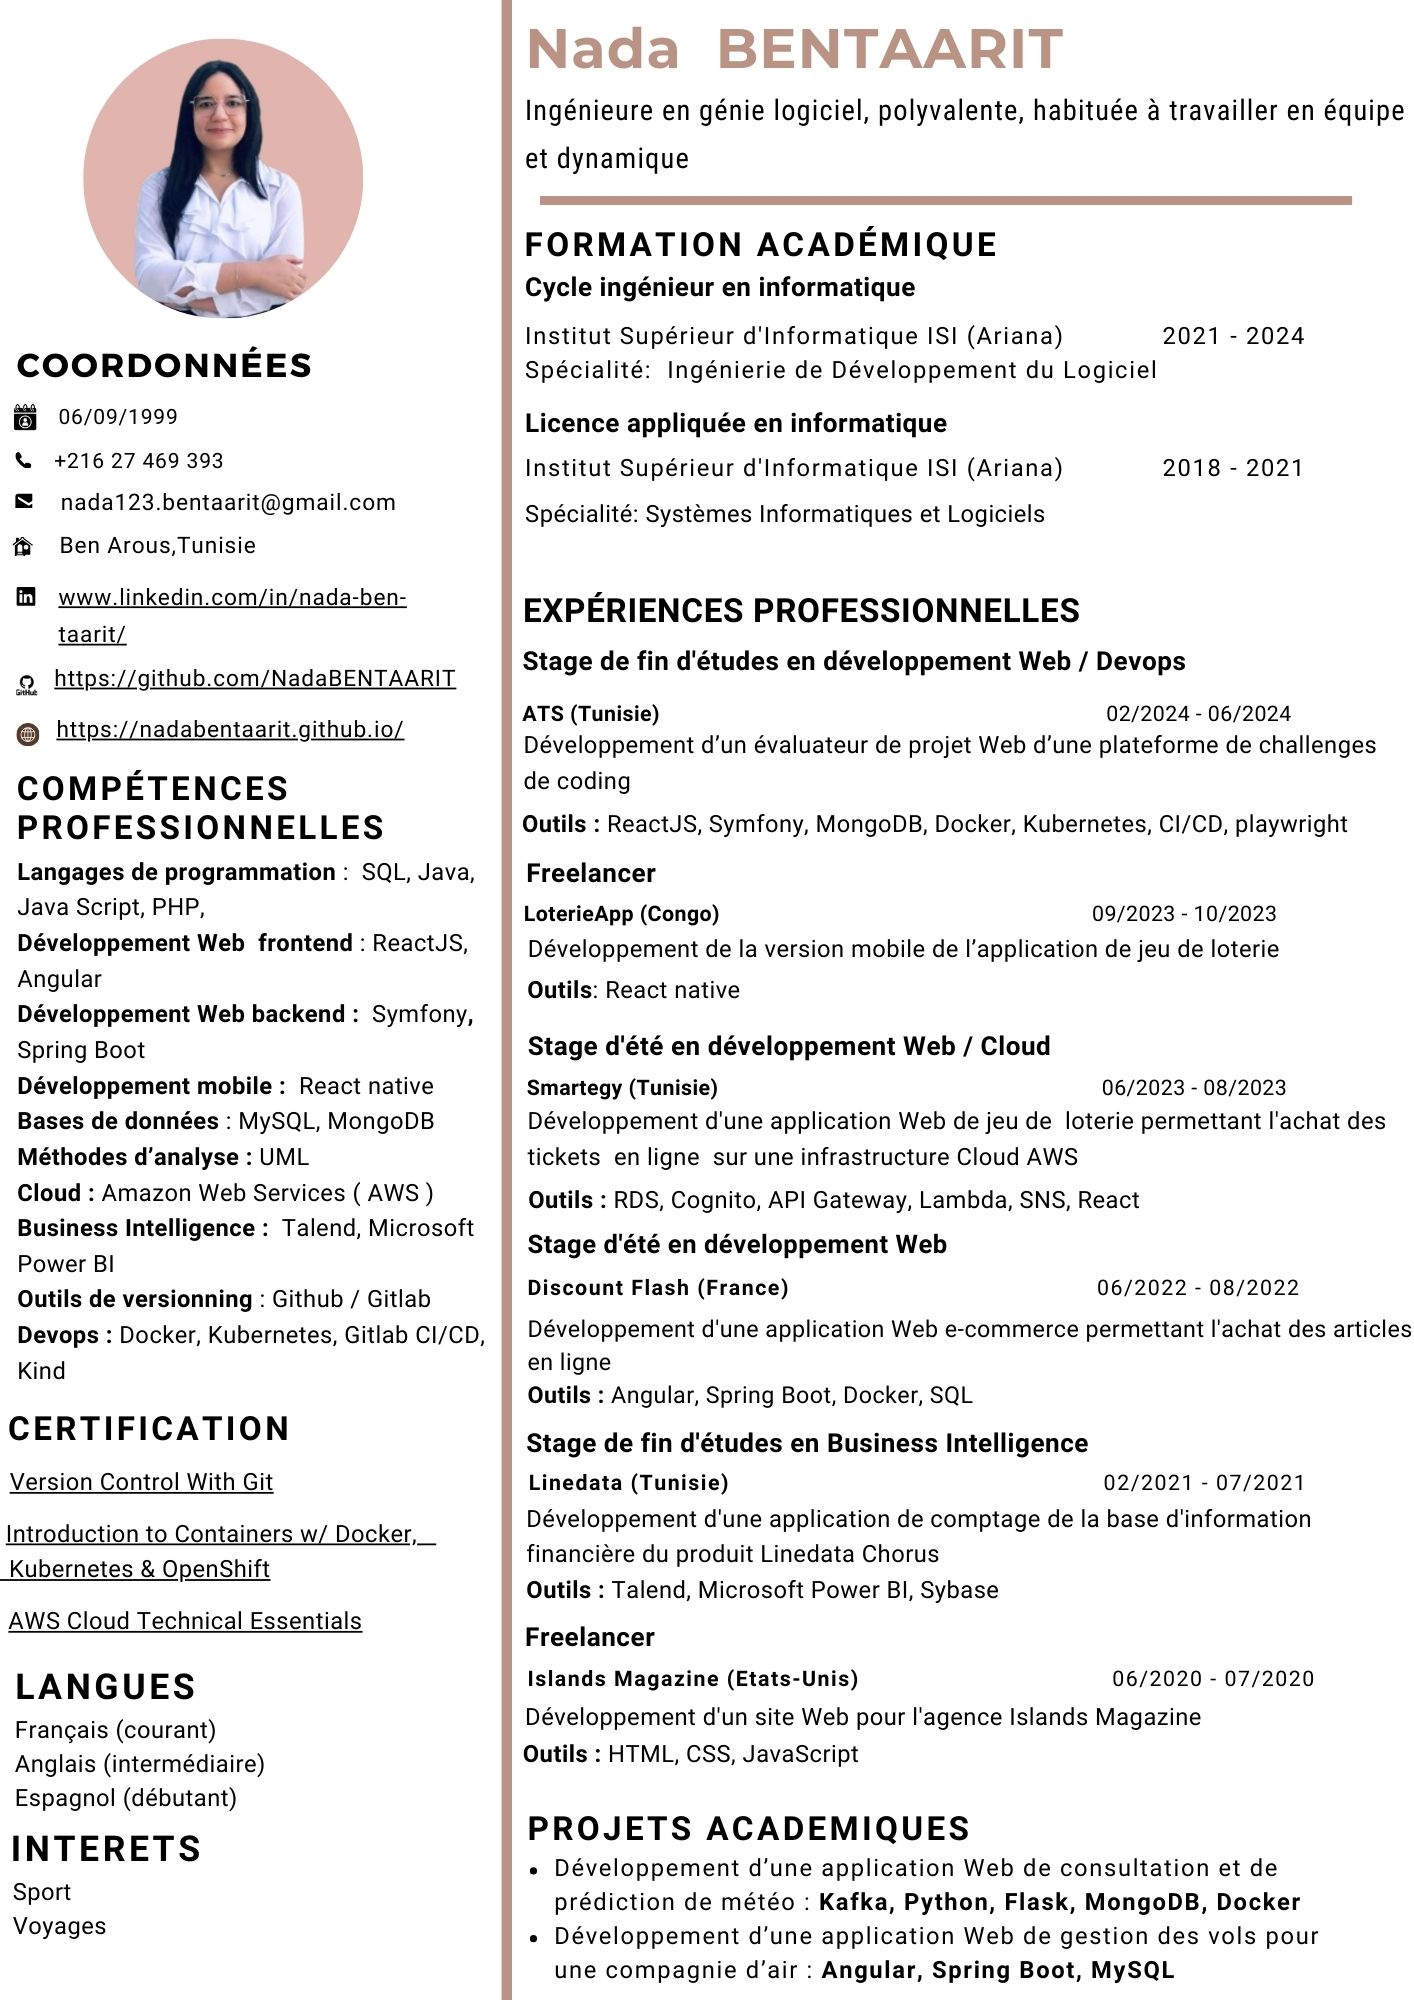 COORDONNÉES
06/09/1999
+216 27 469 393
nada123.bentaarit@gmail.com
Ben Arous,Tunisie
www.linkedin.com/in/nada-ben-
taarit/
GitHub
https://github.com/NadaBENTAARIT
https://nadabentaarit.github.io/
COMPÉTENCES
PROFESSIONNELLES
Langages de programmation : SQL, Java,
Java Script, PHP,
Développement Web frontend : ReactJS,
Angular
Développement Web backend : Symfony,
Spring Boot
Développement mobile : React native
Bases de données : MySQL, MongoDB
Méthodes d’analyse : UML
Cloud : Amazon Web Services ( AWS )
Business Intelligence : Talend, Microsoft
Power BI
Outils de versionning : Github / Gitlab
Devops : Docker, Kubernetes, Gitlab CI/CD,
Kind
CERTIFICATION
Version Control With Git
Introduction to Containers w/ Docker,
Kubernetes & OpenShift
AWS Cloud Technical Essentials
LANGUES
Français (courant)
Anglais (intermédiaire)
Espagnol (débutant)
INTERETS
Sport
Voyages
Nada BENTAARIT
Ingénieure en génie logiciel, polyvalente, habituée à travailler en équipe
et dynamique
FORMATION ACADÉMIQUE
Cycle ingénieur en informatique
Institut Supérieur d'Informatique ISI (Ariana) 2021 - 2024
Spécialité: Ingénierie de Développement du Logiciel
Licence appliquée en informatique
Institut Supérieur d'Informatique ISI (Ariana) 2018 - 2021
Spécialité: Systèmes Informatiques et Logiciels
EXPÉRIENCES PROFESSIONNELLES
Stage de fin d'études en développement Web / Devops
ATS (Tunisie) 02/2024 - 06/2024
Développement d’un évaluateur de projet Web d’une plateforme de challenges
de coding
Outils : ReactJS, Symfony, MongoDB, Docker, Kubernetes, CI/CD, playwright
Freelancer
LoterieApp (Congo) 09/2023 - 10/2023
Développement de la version mobile de l’application de jeu de loterie
Outils: React native
Stage d'été en développement Web / Cloud
Smartegy (Tunisie) 06/2023 - 08/2023
Développement d'une application Web de jeu de loterie permettant l'achat des
tickets en ligne sur une infrastructure Cloud AWS
Outils : RDS, Cognito, API Gateway, Lambda, SNS, React
Stage d'été en développement Web
Discount Flash (France) 06/2022 - 08/2022
Développement d'une application Web e-commerce permettant l'achat des articles
en ligne
Outils : Angular, Spring Boot, Docker, SQL
Stage de fin d'études en Business Intelligence
Linedata (Tunisie) 02/2021 - 07/2021
Développement d'une application de comptage de la base d'information
financière du produit Linedata Chorus
Outils : Talend, Microsoft Power BI, Sybase
Freelancer
Islands Magazine (Etats-Unis) 06/2020 - 07/2020
Développement d'un site Web pour l'agence Islands Magazine
Outils : HTML, CSS, JavaScript
PROJETS ACADEMIQUES
• Développement d’une application Web de consultation et de
prédiction de météo : Kafka, Python, Flask, MongoDB, Docker
• Développement d’une application Web de gestion des vols pour
une compagnie d’air : Angular, Spring Boot, MySQL